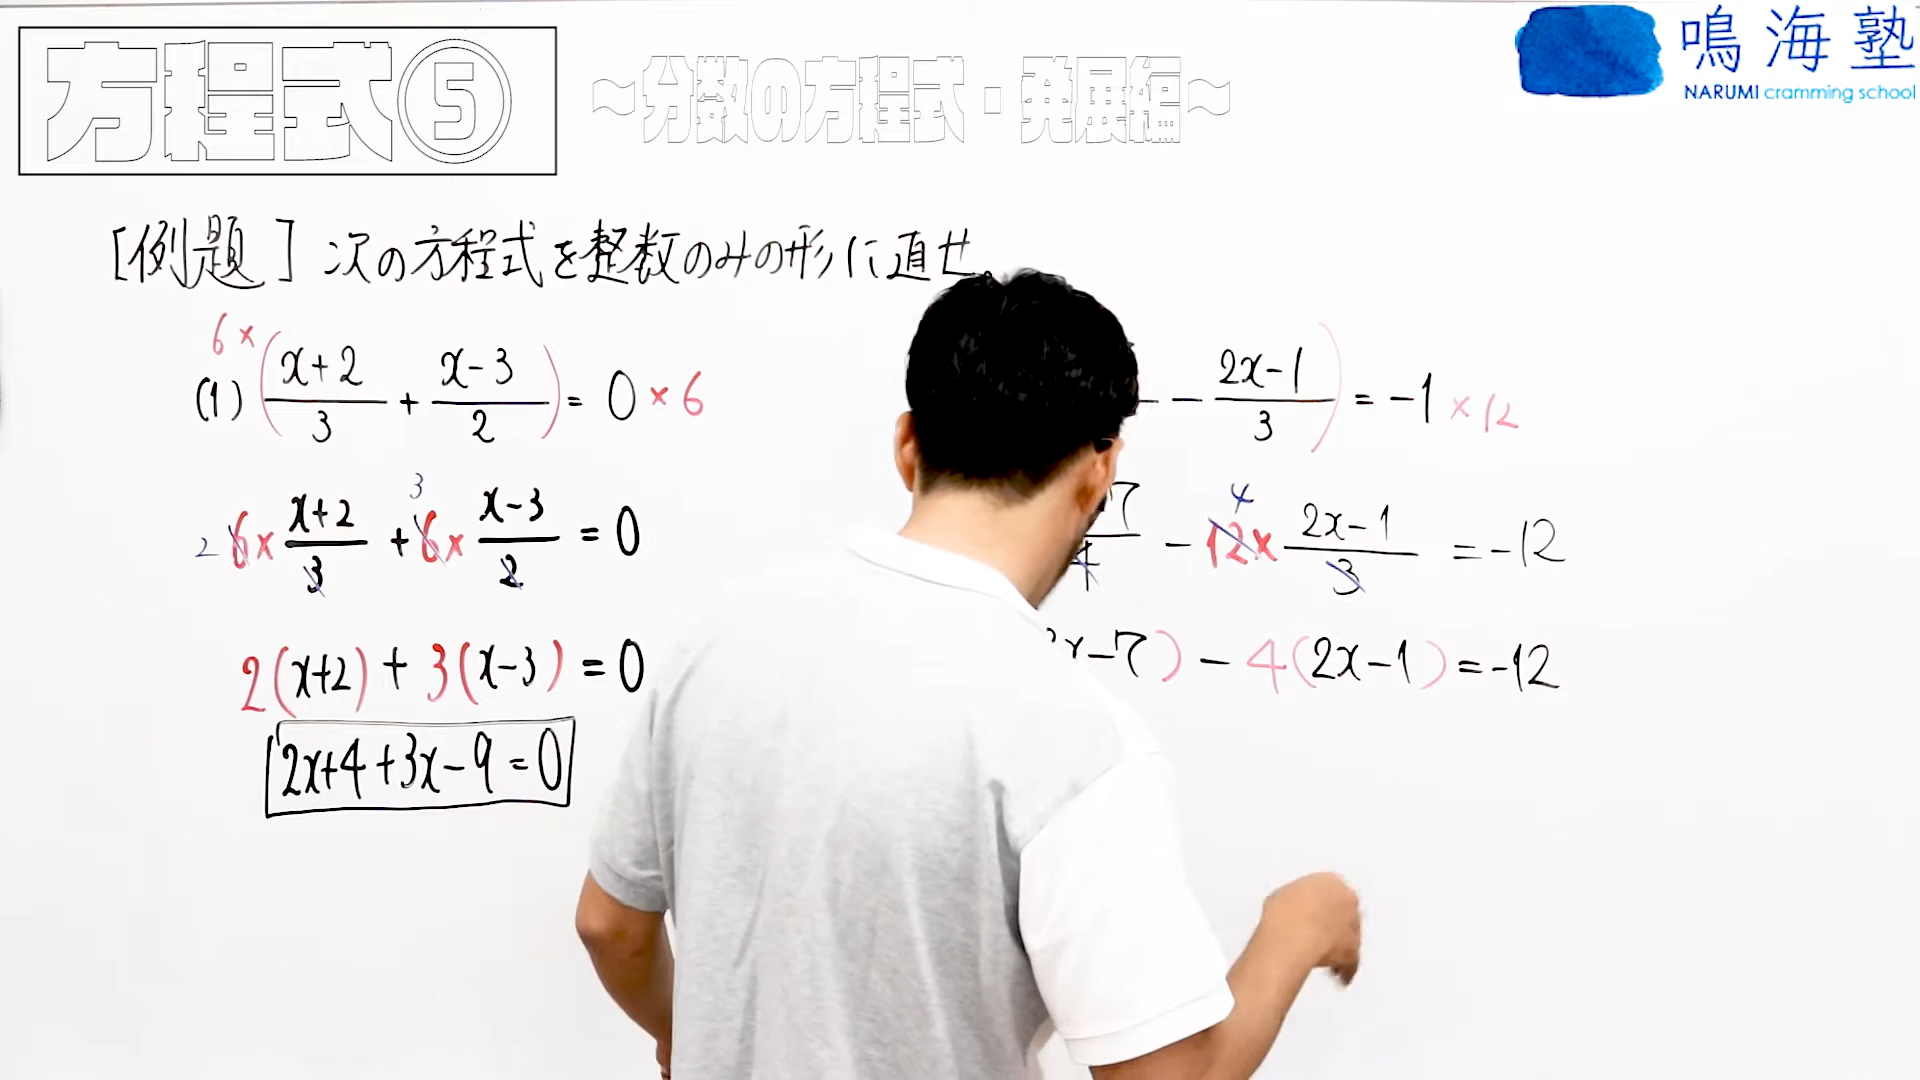 方程式⑤
~分数の方程式・発展編~
鳴海塾
NARUMI cramming school
[例題] 次の方程式を整数のみの形に直せ。
(1) 6×(x+2/3 + x-3/2) = 0 ×6
2 6× x+2/3 + 3 6× x-3/2 = 0
2(x+2) + 3(x-3) = 0
2x+4+3x-9=0
- 2x-1/3) = -1 ×12
7 - 4 12× 2x-1/3 = -12
x-7) - 4(2x-1) = -12